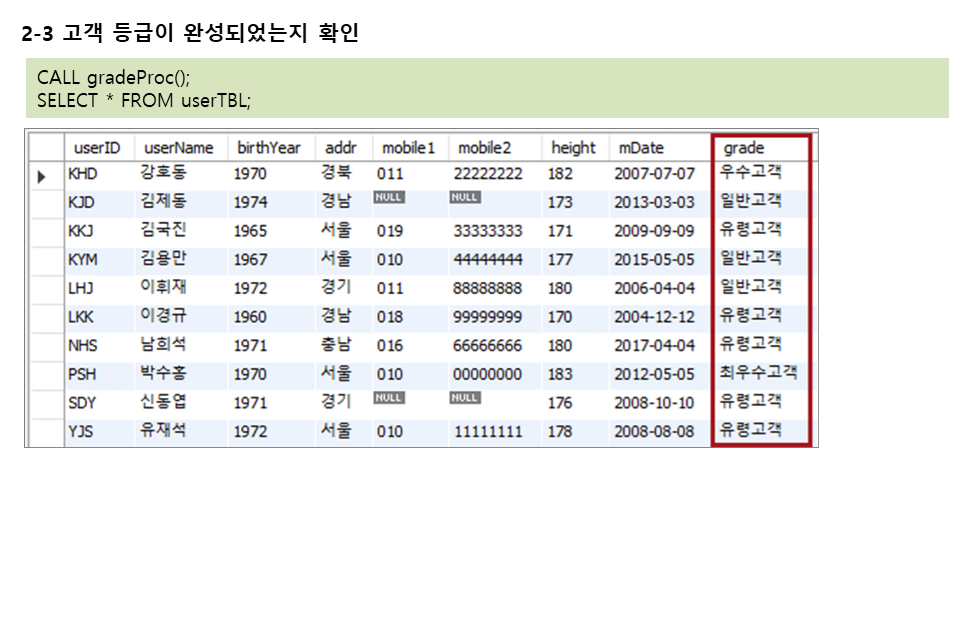 2-3 고객 등급이 완성되었는지 확인
CALL gradeProc();
SELECT * FROM userTBL;
userID userName birthYear addr mobile1 mobile2 height mDate grade
KHD 강호동 1970 경북 011 22222222 182 2007-07-07 우수고객
KJD 김제동 1974 경남 NULL NULL 173 2013-03-03 일반고객
KKJ 김국진 1965 서울 019 33333333 171 2009-09-09 유령고객
KYM 김용만 1967 서울 010 44444444 177 2015-05-05 일반고객
LHJ 이휘재 1972 경기 011 88888888 180 2006-04-04 일반고객
LKK 이경규 1960 경남 018 99999999 170 2004-12-12 유령고객
NHS 남희석 1971 충남 016 66666666 180 2017-04-04 유령고객
PSH 박수홍 1970 서울 010 00000000 183 2012-05-05 최우수고객
SDY 신동엽 1971 경기 NULL NULL 176 2008-10-10 유령고객
YJS 유재석 1972 서울 010 11111111 178 2008-08-08 유령고객